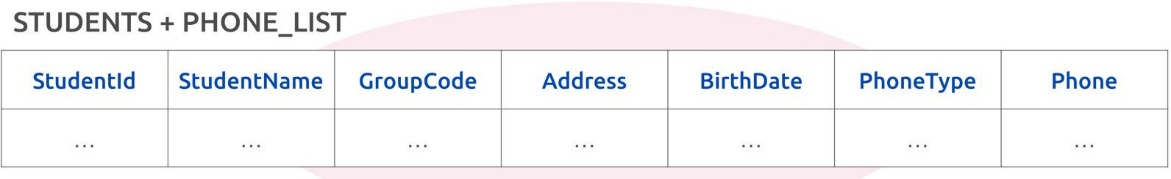 STUDENTS + PHONE_LIST
StudentId StudentName GroupCode Address BirthDate PhoneType Phone
... ... ... ... ... ... ...